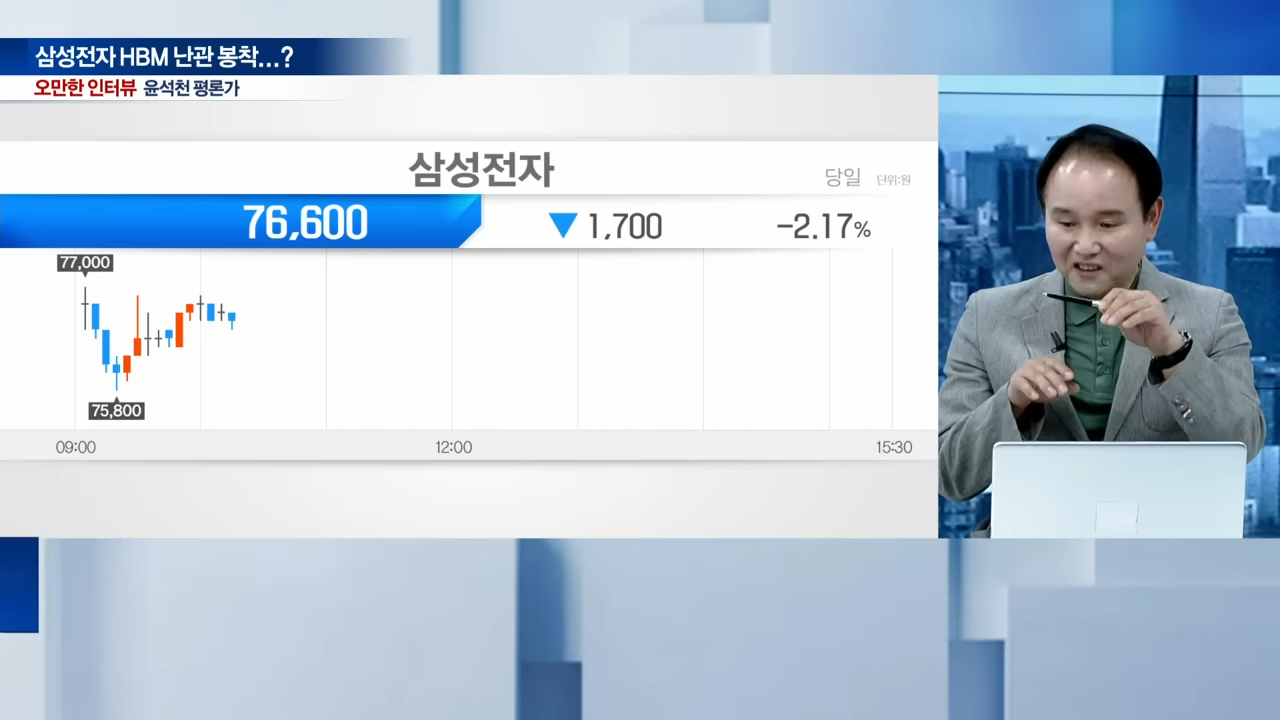 삼성전자 HBM 난관 봉착...?
오만한 인터뷰 윤석천 평론가
삼성전자
당일 단위:원
76,600 ▼ 1,700 -2.17%
77,000
75,800
09:00 12:00 15:30